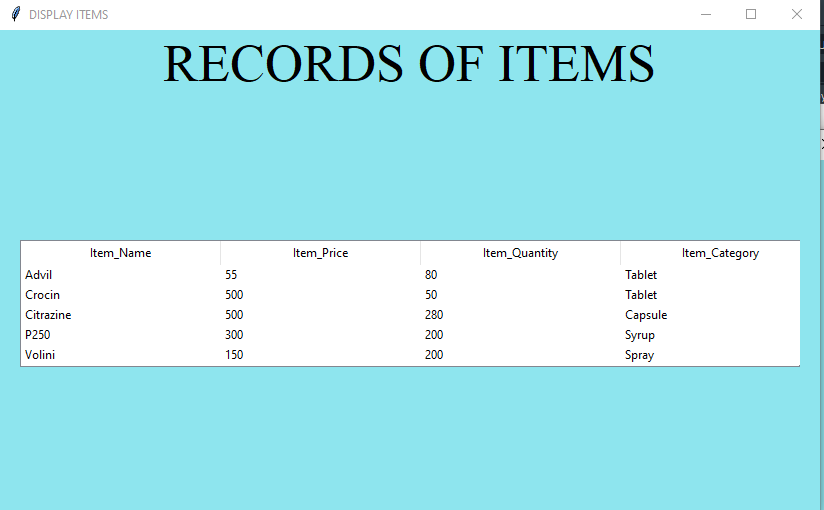 DISPLAY ITEMS
RECORDS OF ITEMS
Item_Name Item_Price Item_Quantity Item_Category
Advil 55 80 Tablet
Crocin 500 50 Tablet
Citrazine 500 280 Capsule
P250 300 200 Syrup
Volini 150 200 Spray